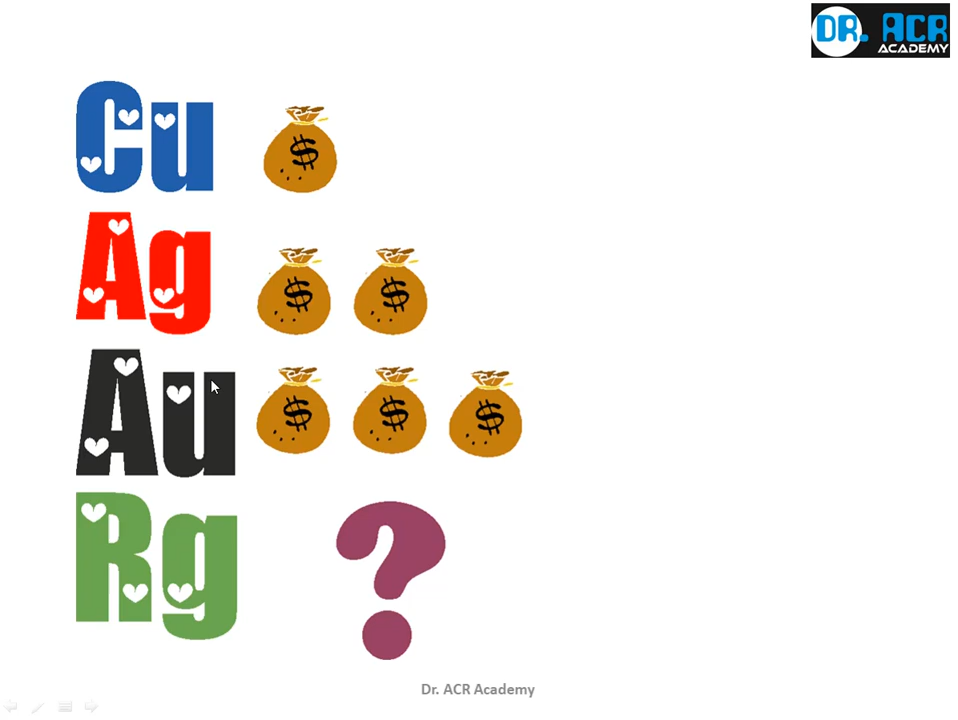 DR. ACR
ACADEMY
Cu
$
Ag
$ $
Au
$ $ $
Rg
?
Dr. ACR Academy